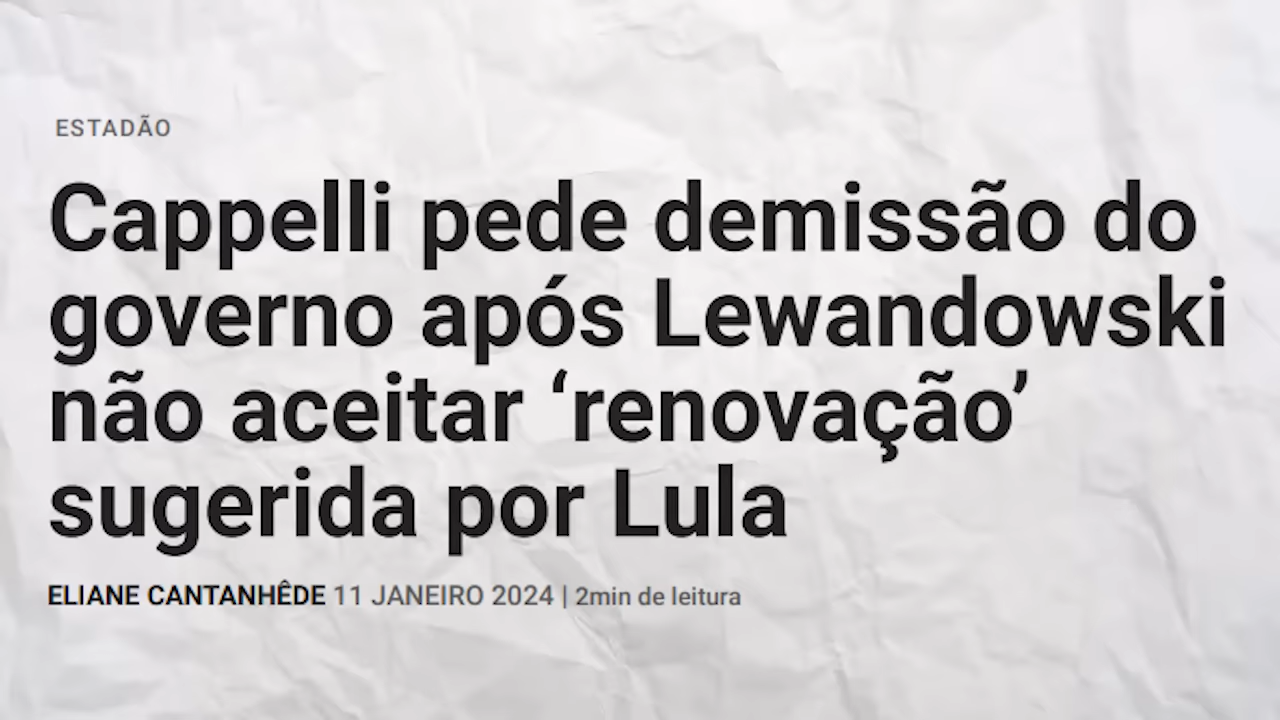 ESTADÃO
Cappelli pede demissão do
governo após Lewandowski
não aceitar ‘renovação’
sugerida por Lula
ELIANE CANTANHÊDE 11 JANEIRO 2024 | 2min de leitura